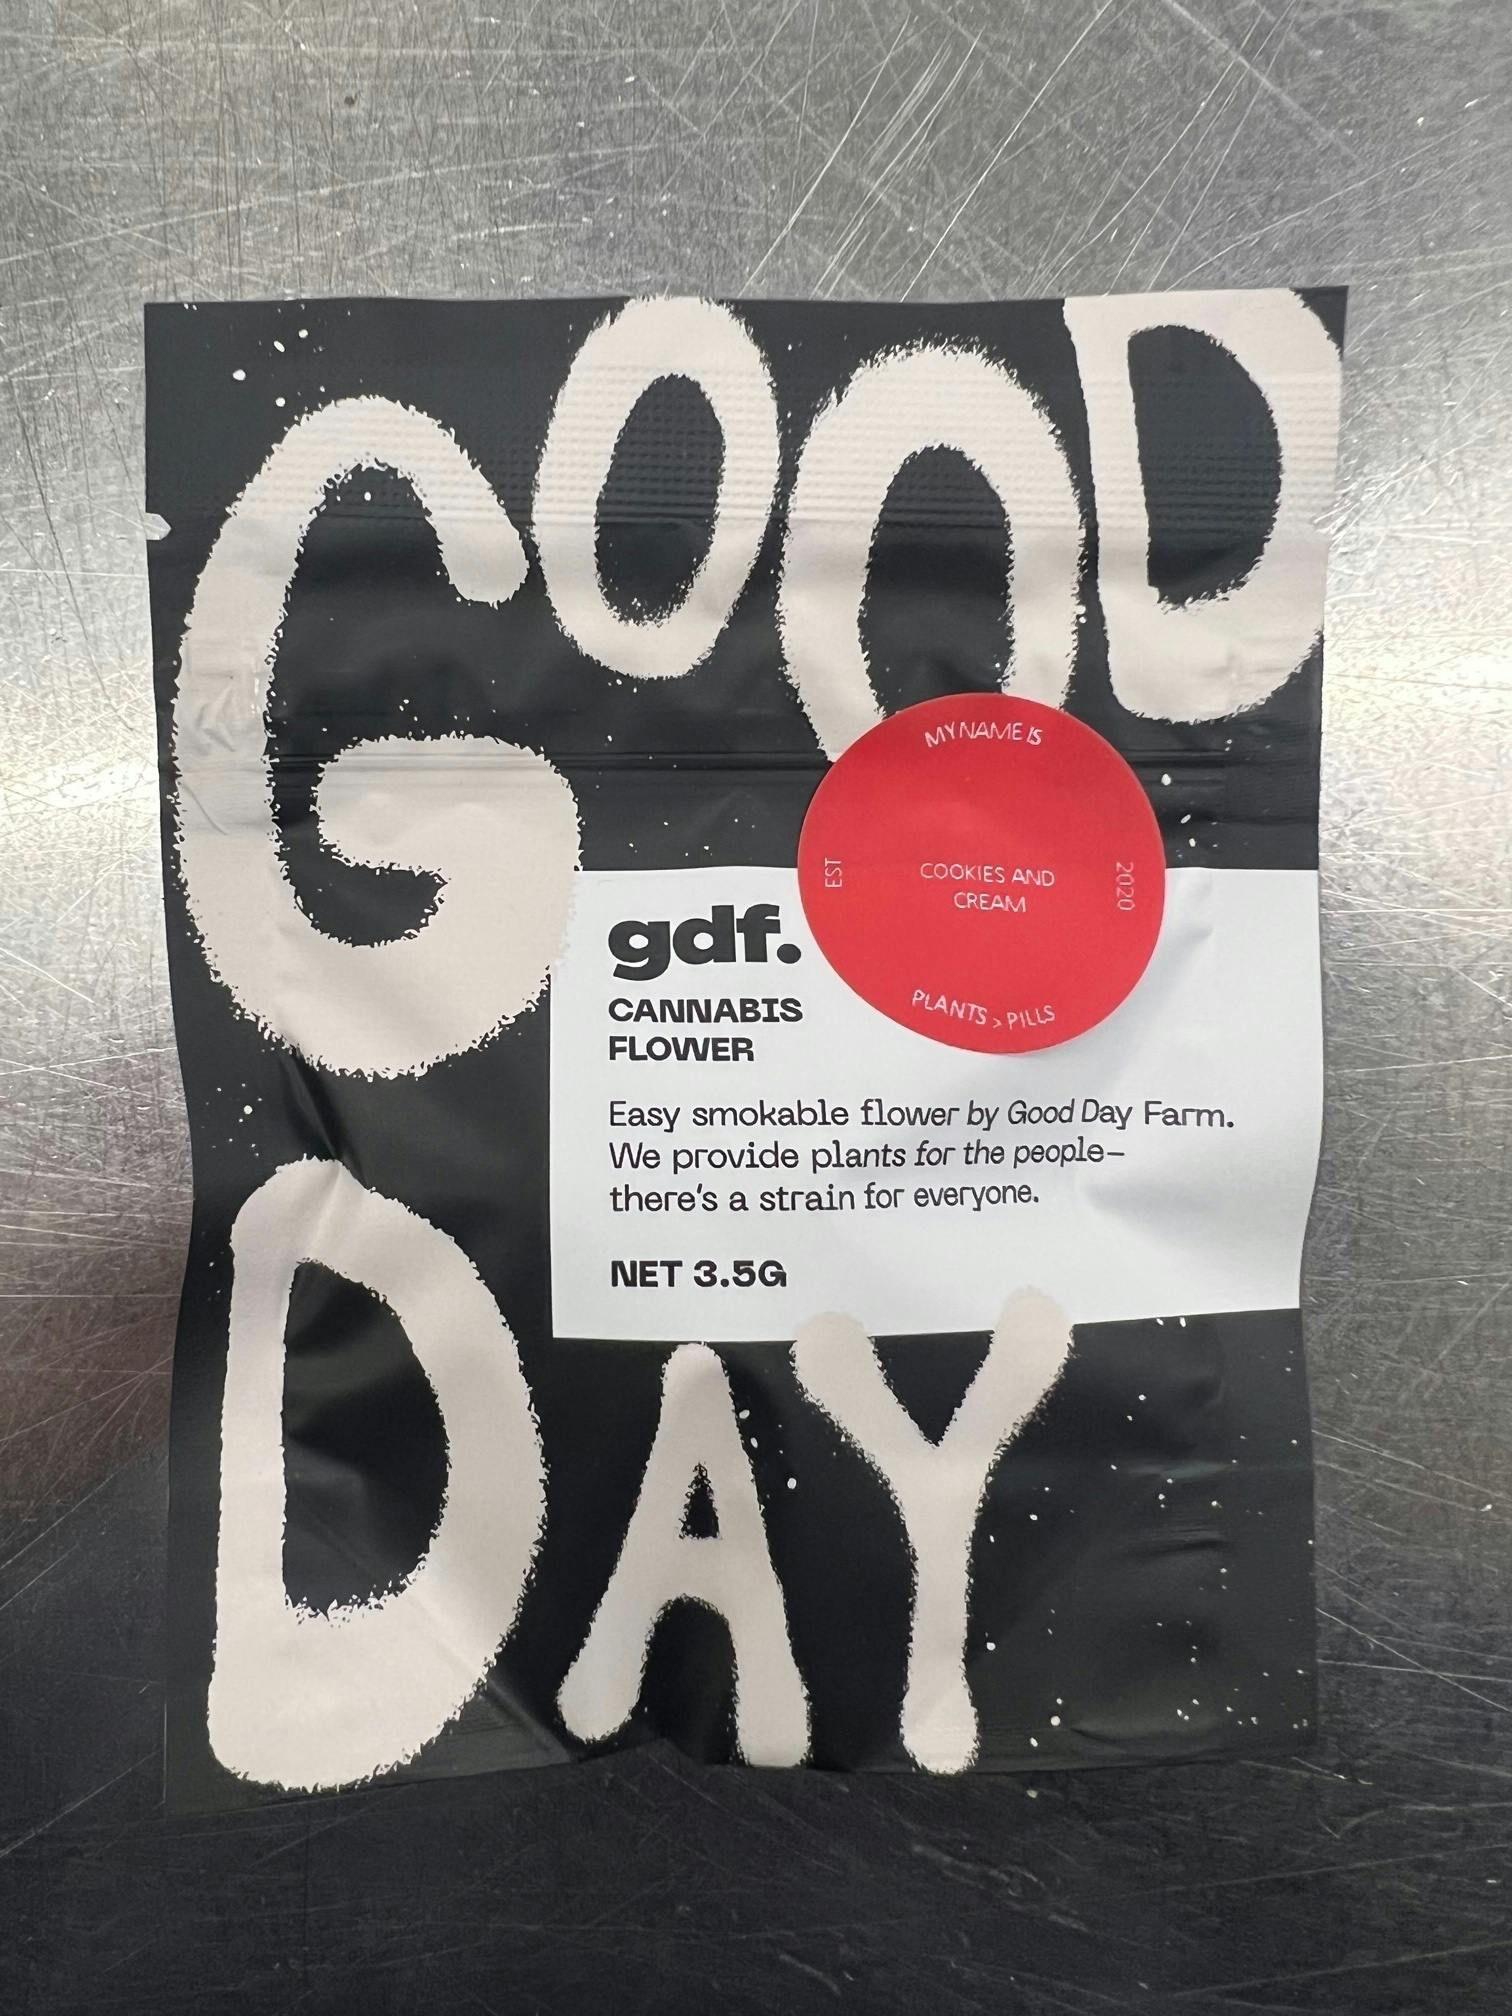 GOOD
MY NAME IS
EST
COOKIES AND
CREAM
2020
PLANTS > PILLS
gdf.
CANNABIS
FLOWER
Easy smokable flower by Good Day Farm.
We provide plants for the people–
there's a strain for everyone.
NET 3.5G
DAY